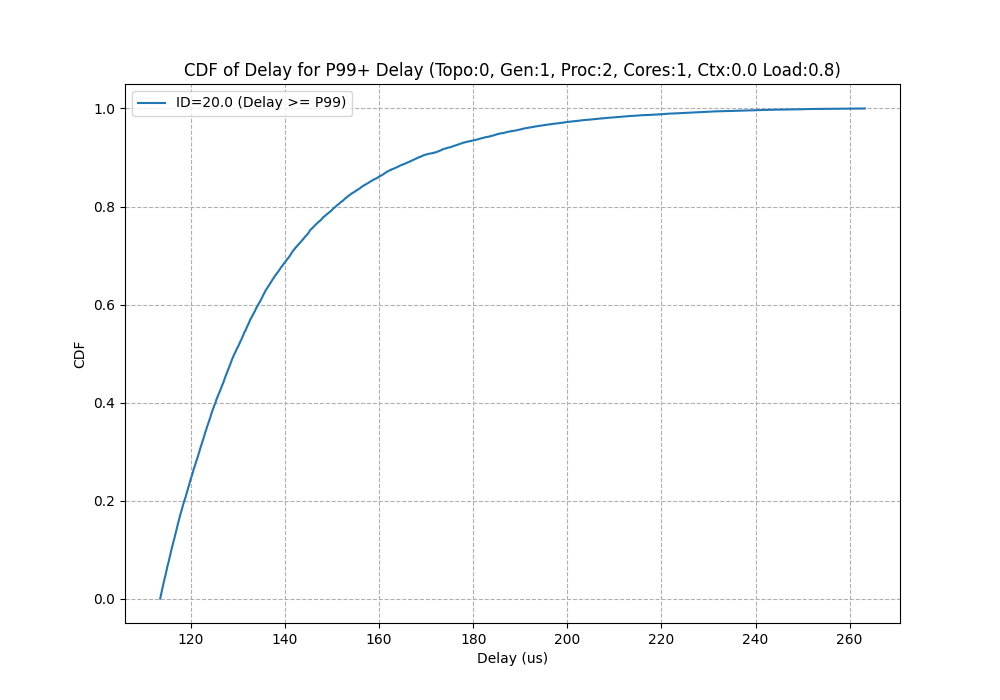 CDF of Delay for P99+ Delay (Topo:0, Gen:1, Proc:2, Cores:1, Ctx:0.0 Load:0.8)
ID=20.0 (Delay >= P99)
1.0
0.8
0.6
0.4
0.2
0.0
CDF
120 140 160 180 200 220 240 260
Delay (us)